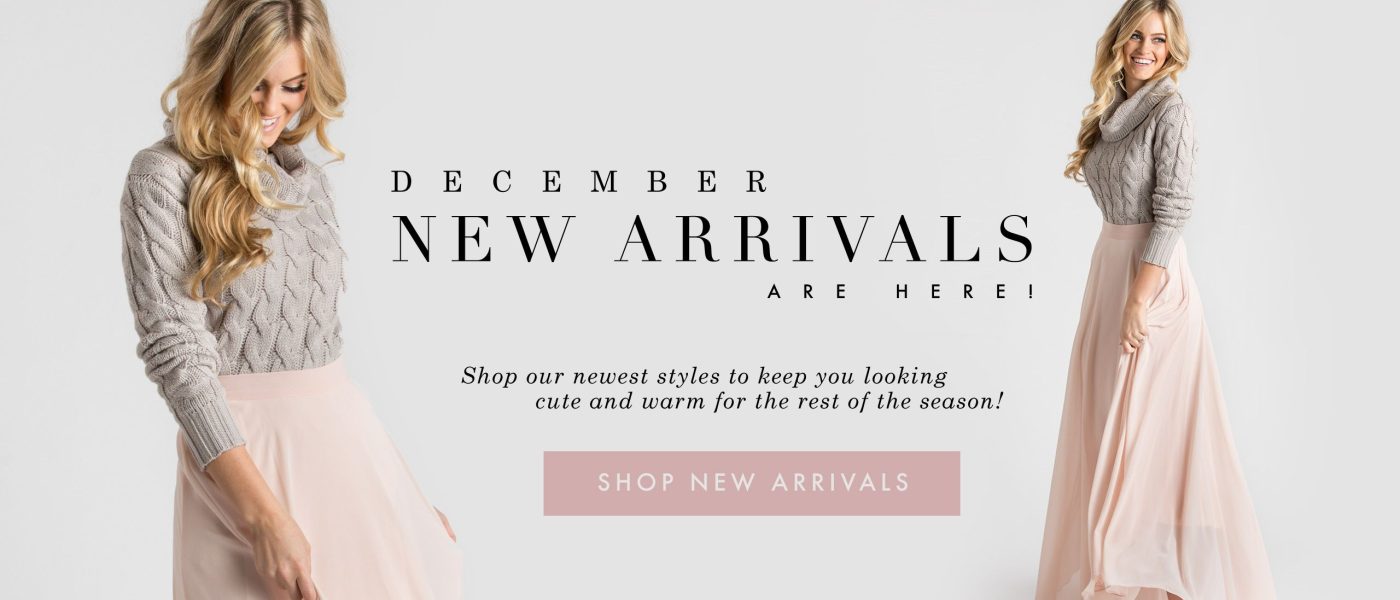 DECEMBER
NEW ARRIVALS
ARE HERE!
Shop our newest styles to keep you looking
cute and warm for the rest of the season!
SHOP NEW ARRIVALS